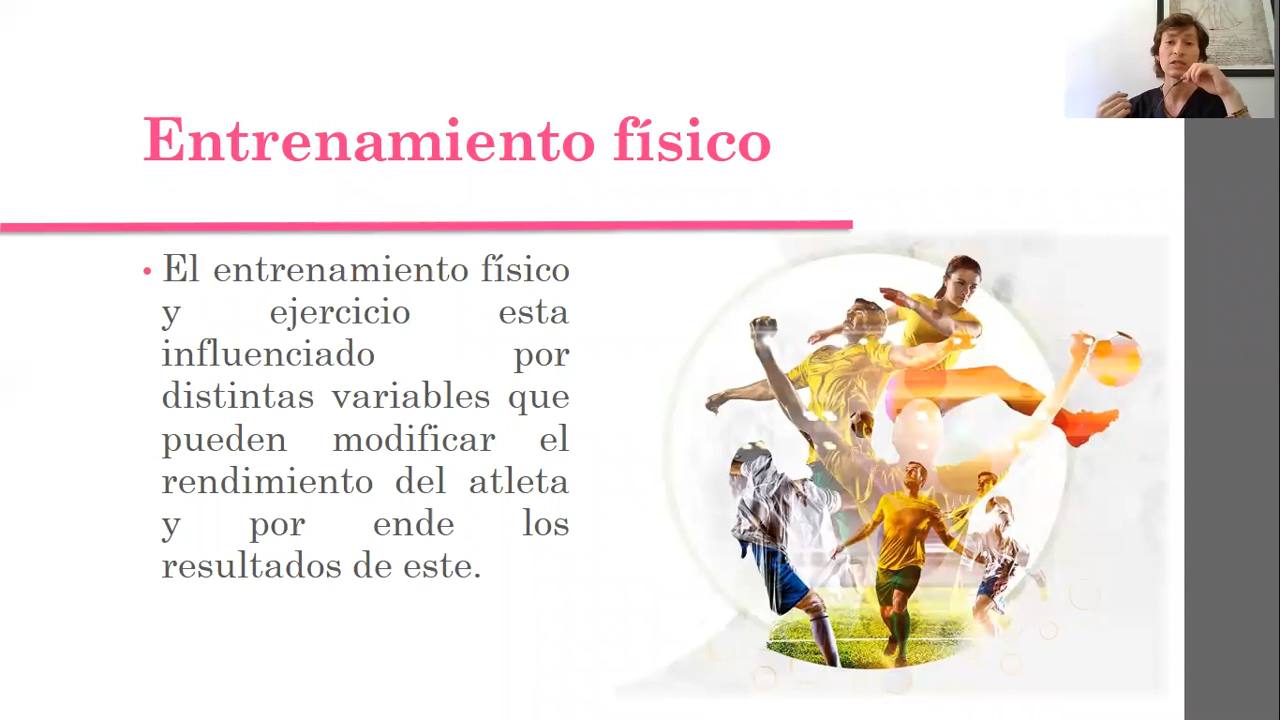 Entrenamiento físico
• El entrenamiento físico
y ejercicio esta
influenciado por
distintas variables que
pueden modificar el
rendimiento del atleta
y por ende los
resultados de este.